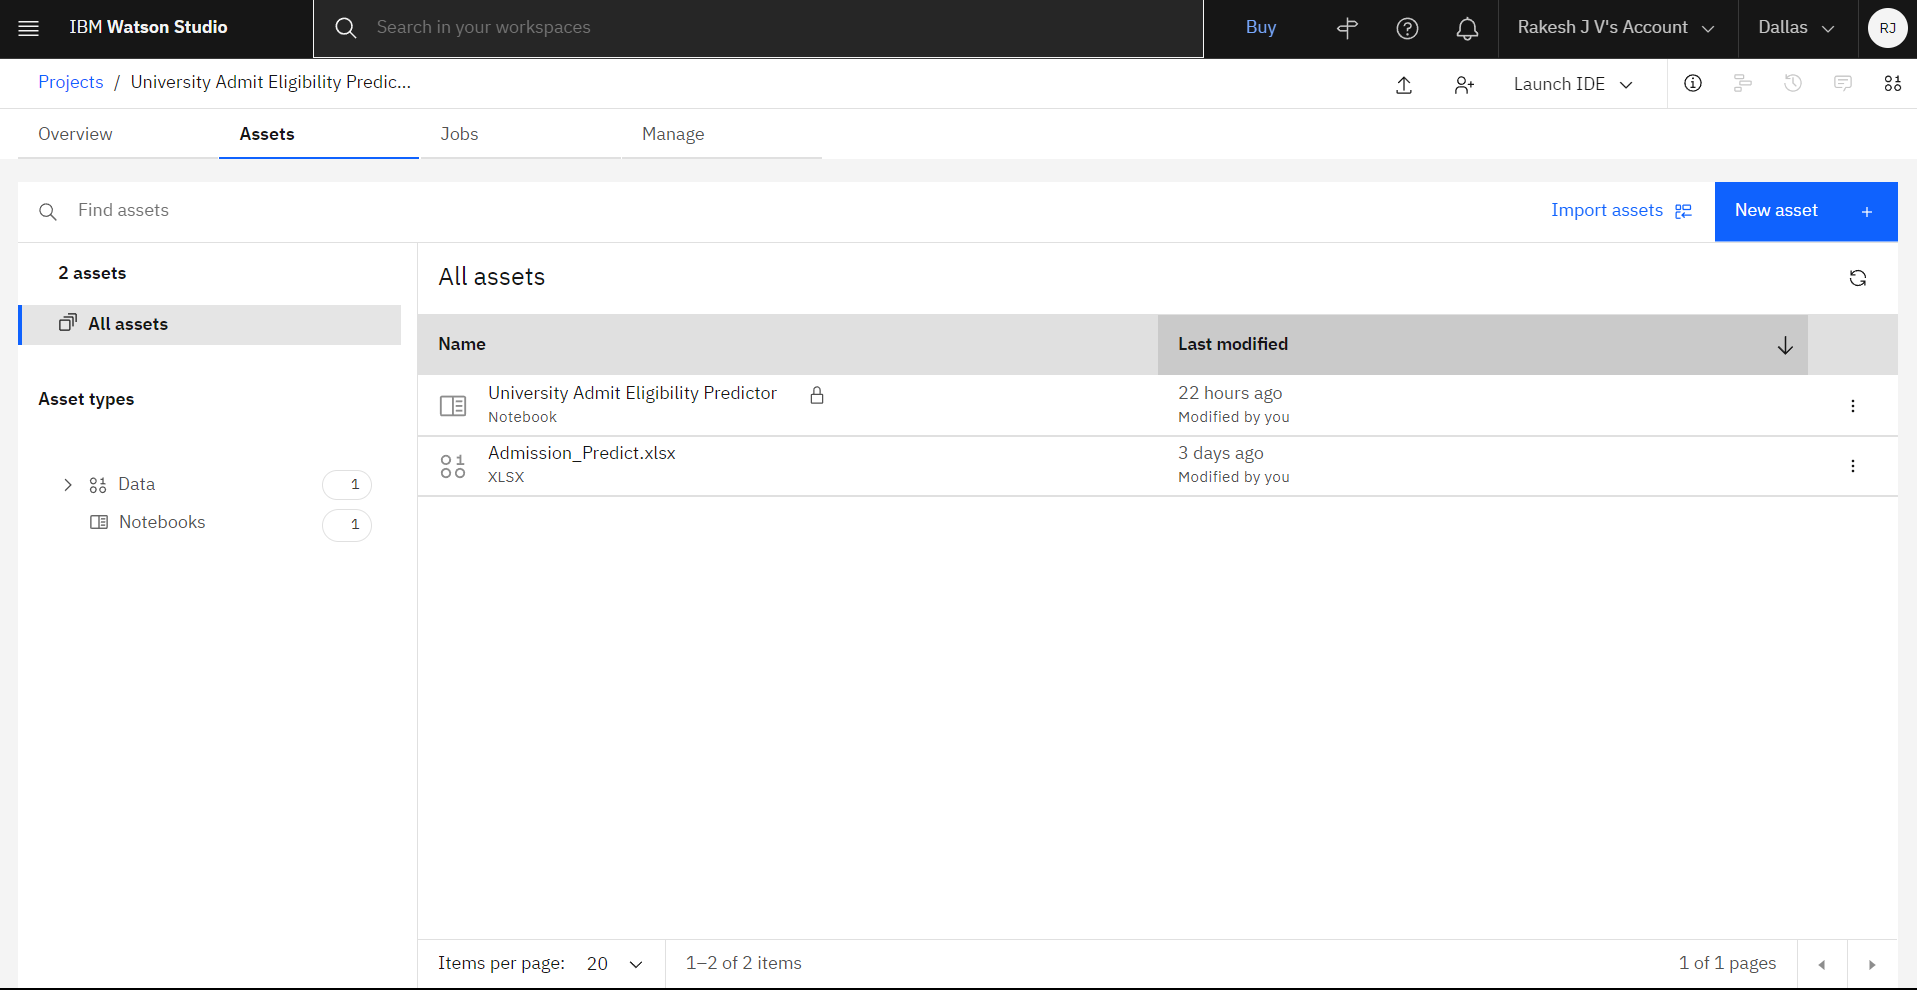 IBM Watson Studio
Search in your workspaces
Buy
Rakesh J V's Account
Dallas
RJ
Projects / University Admit Eligibility Predic...
Launch IDE
Overview
Assets
Jobs
Manage
Find assets
Import assets
New asset +
2 assets
All assets
Asset types
Data 1
Notebooks 1
All assets
Name
Last modified
University Admit Eligibility Predictor
Notebook
22 hours ago
Modified by you
Admission_Predict.xlsx
XLSX
3 days ago
Modified by you
Items per page: 20
1–2 of 2 items
1 of 1 pages